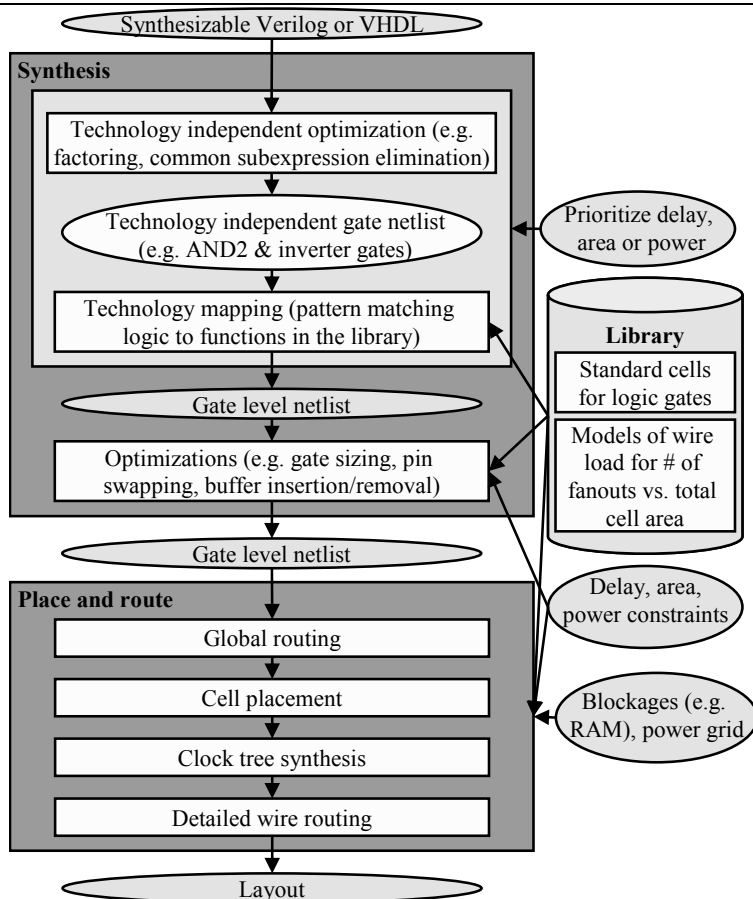 Synthesizable Verilog or VHDL
Synthesis
Technology independent optimization (e.g.
factoring, common subexpression elimination)
Technology independent gate netlist
(e.g. AND2 & inverter gates)
Technology mapping (pattern matching
logic to functions in the library)
Gate level netlist
Optimizations (e.g. gate sizing, pin
swapping, buffer insertion/removal)
Gate level netlist
Prioritize delay,
area or power
Library
Standard cells
for logic gates
Models of wire
load for # of
fanouts vs. total
cell area
Delay, area,
power constraints
Blockages (e.g.
RAM), power grid
Place and route
Global routing
Cell placement
Clock tree synthesis
Detailed wire routing
Layout